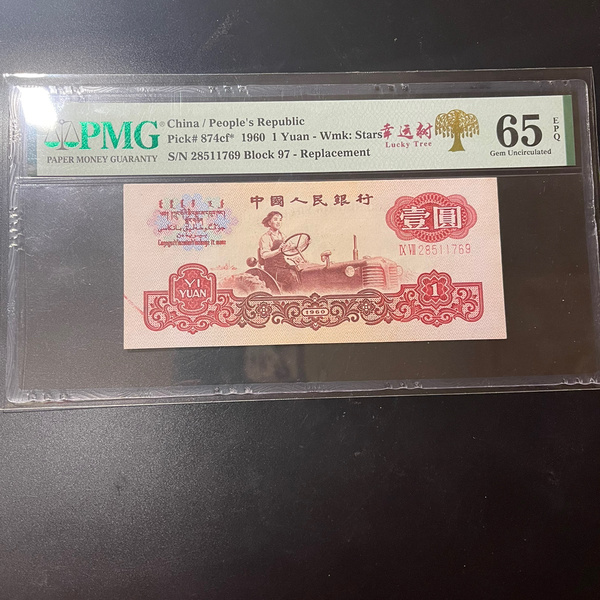 PMG
PAPER MONEY GUARANTY
China / People's Republic
Pick# 874cf* 1960 1 Yuan - Wmk: Stars
S/N 28511769 Block 97 - Replacement
幸运树
Lucky Tree
65
EPQ
Gem Uncirculated
中國人民銀行
壹圓
IX VIII 28511769
YI
YUAN
1960
1